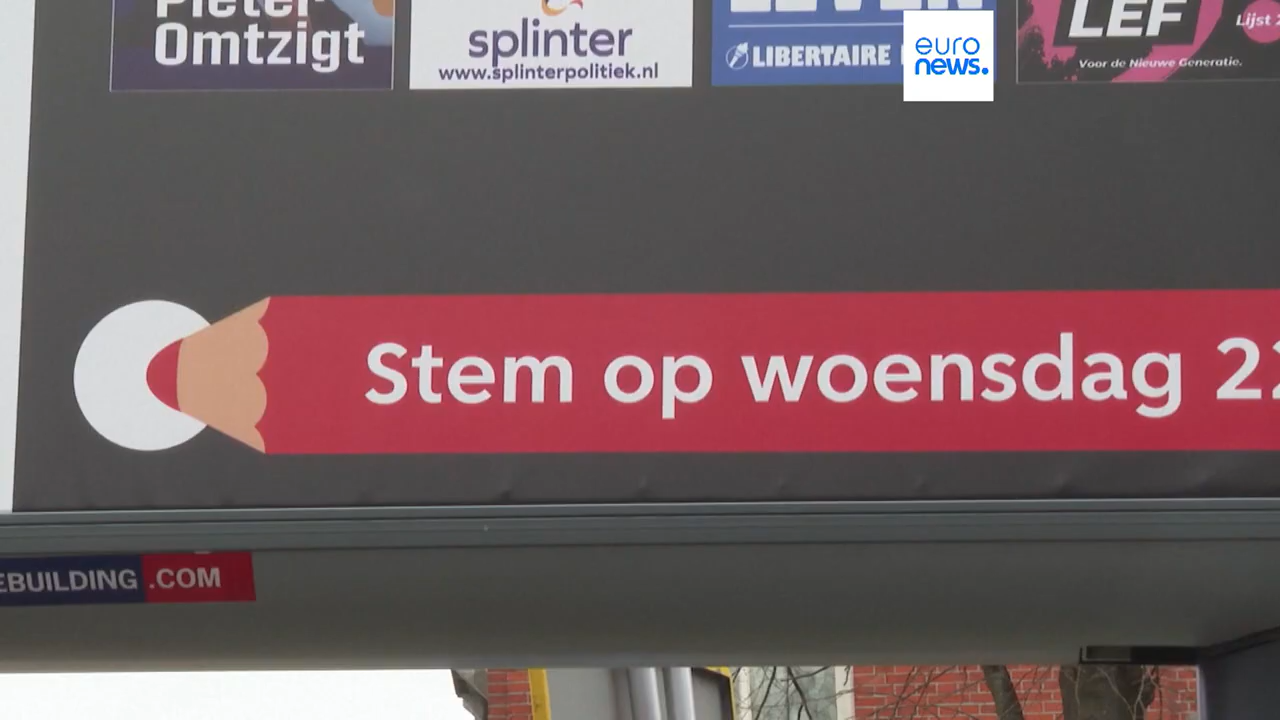 Pieter
Omtzigt
splinter
www.splinterpolitiek.nl
LIBERTAIRE
euro
news.
LEF
Lijst
Voor de Nieuwe Generatie.
Stem op woensdag 22
EBUILDING .COM